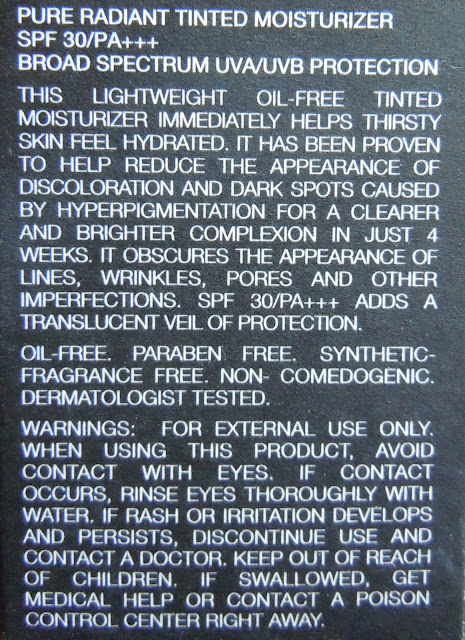 PURE RADIANT TINTED MOISTURIZER
SPF 30/PA+++
BROAD SPECTRUM UVA/UVB PROTECTION
THIS LIGHTWEIGHT OIL-FREE TINTED
MOISTURIZER IMMEDIATELY HELPS THIRSTY
SKIN FEEL HYDRATED. IT HAS BEEN PROVEN
TO HELP REDUCE THE APPEARANCE OF
DISCOLORATION AND DARK SPOTS CAUSED
BY HYPERPIGMENTATION FOR A CLEARER
AND BRIGHTER COMPLEXION IN JUST 4
WEEKS. IT OBSCURES THE APPEARANCE OF
LINES, WRINKLES, PORES AND OTHER
IMPERFECTIONS. SPF 30/PA+++ ADDS A
TRANSLUCENT VEIL OF PROTECTION.
OIL-FREE. PARABEN FREE. SYNTHETIC-
FRAGRANCE FREE. NON- COMEDOGENIC.
DERMATOLOGIST TESTED.
WARNINGS: FOR EXTERNAL USE ONLY.
WHEN USING THIS PRODUCT, AVOID
CONTACT WITH EYES. IF CONTACT
OCCURS, RINSE EYES THOROUGHLY WITH
WATER. IF RASH OR IRRITATION DEVELOPS
AND PERSISTS, DISCONTINUE USE AND
CONTACT A DOCTOR. KEEP OUT OF REACH
OF CHILDREN. IF SWALLOWED, GET
MEDICAL HELP OR CONTACT A POISON
CONTROL CENTER RIGHT AWAY.